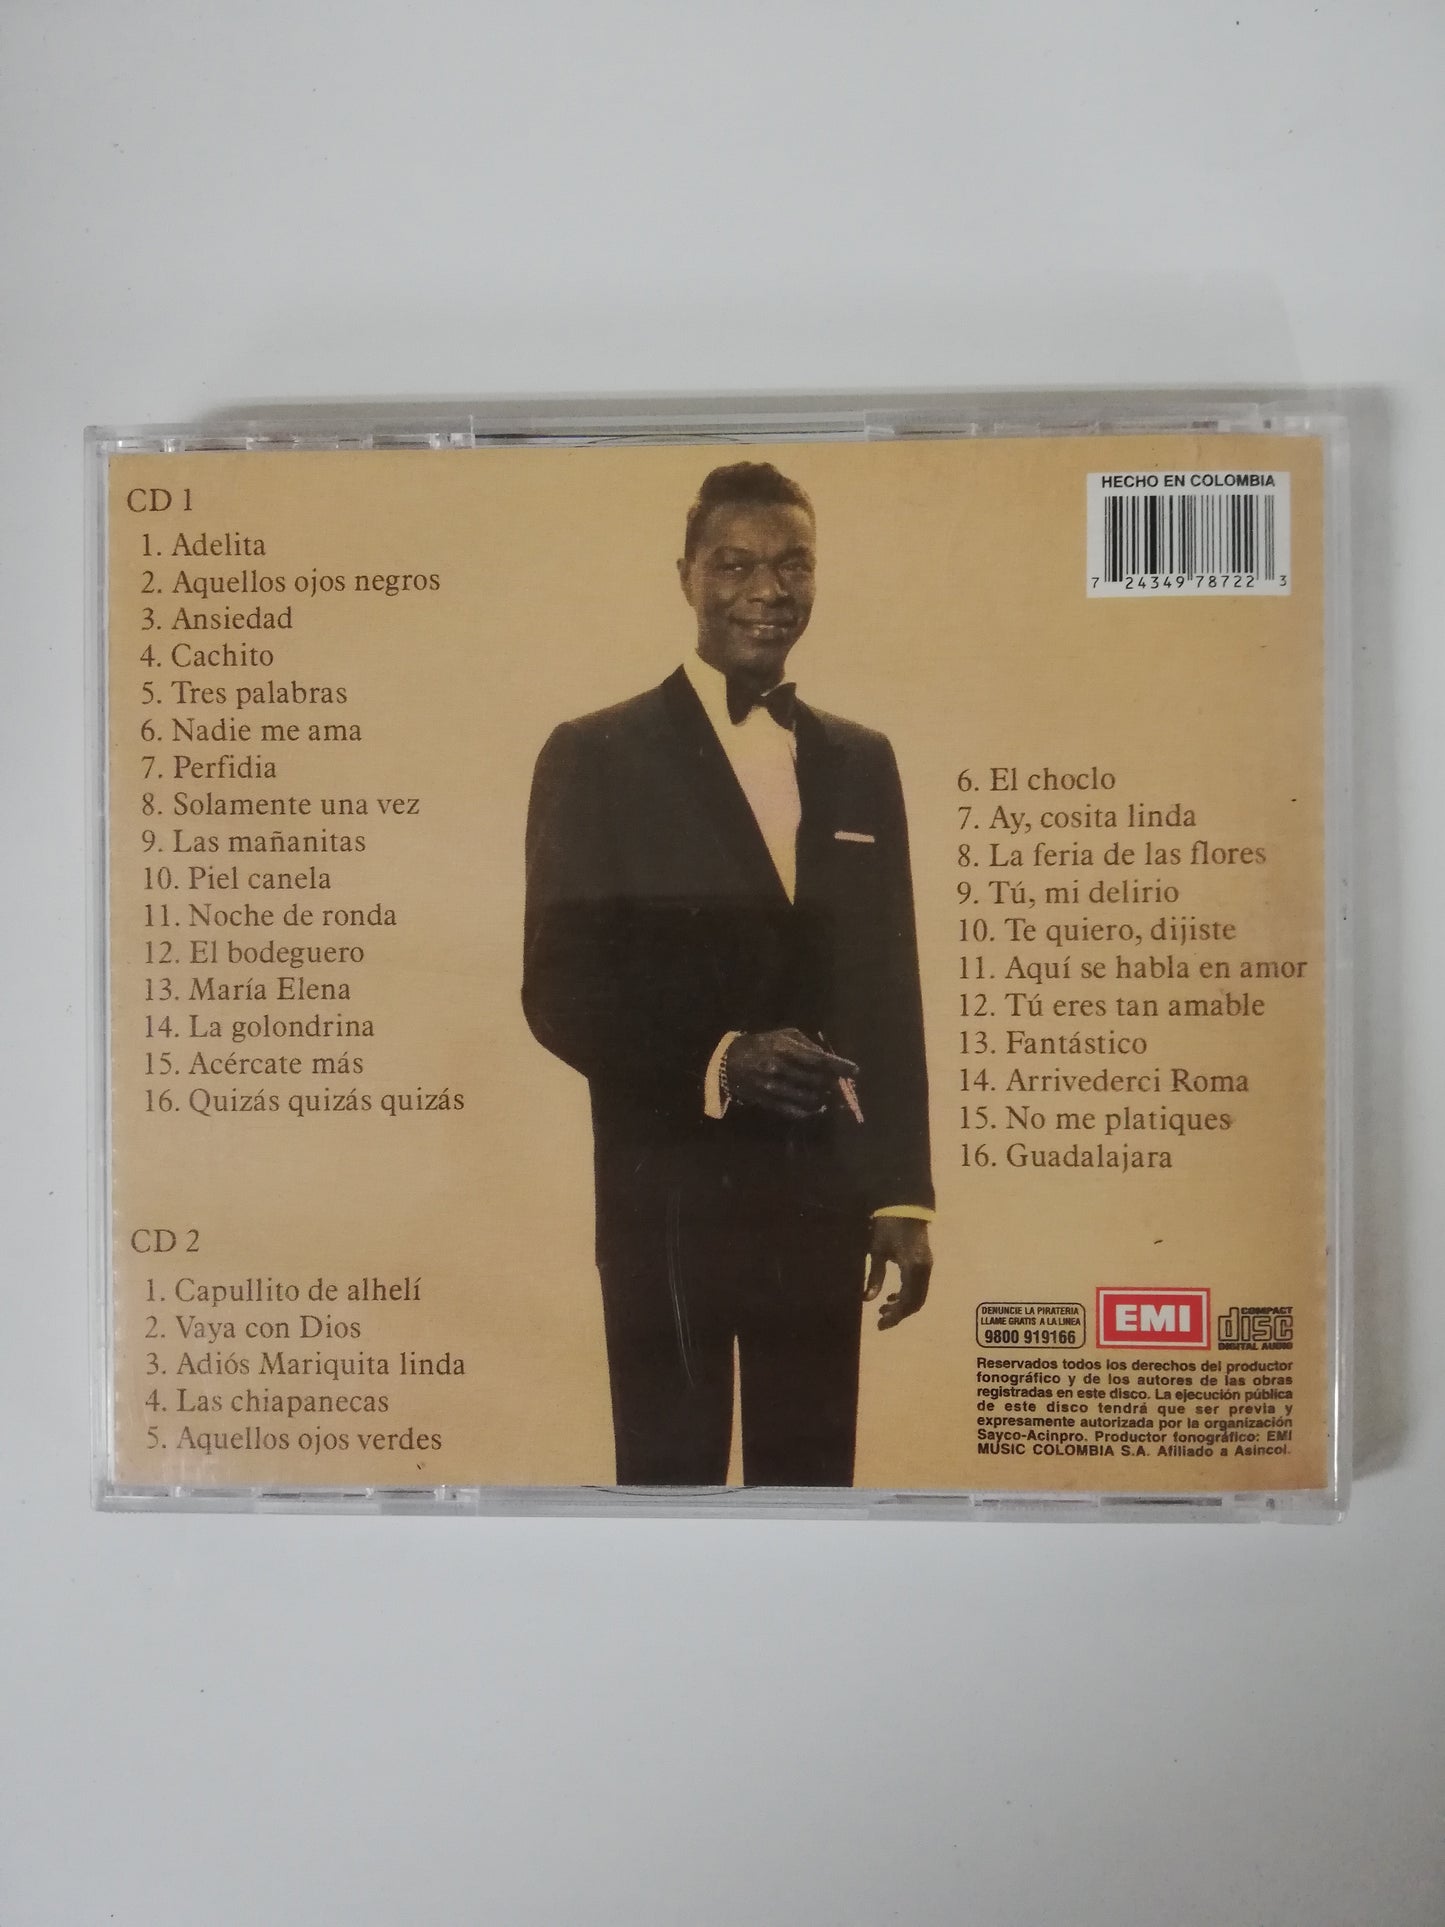 CD 1
1. Adelita
2. Aquellos ojos negros
3. Ansiedad
4. Cachito
5. Tres palabras
6. Nadie me ama
7. Perfidia
8. Solamente una vez
9. Las mañanitas
10. Piel canela
11. Noche de ronda
12. El bodeguero
13. María Elena
14. La golondrina
15. Acércate más
16. Quizás quizás quizás
CD 2
1. Capullito de alhelí
2. Vaya con Dios
3. Adiós Mariquita linda
4. Las chiapanecas
5. Aquellos ojos verdes
6. El choclo
7. Ay, cosita linda
8. La feria de las flores
9. Tú, mi delirio
10. Te quiero, dijiste
11. Aquí se habla en amor
12. Tú eres tan amable
13. Fantástico
14. Arrivederci Roma
15. No me platiques
16. Guadalajara
HECHO EN COLOMBIA
7 24349 78722 3
DENUNCIE LA PIRATERIA
LLAME GRATIS A LA LINEA
9800 919166
EMI
COMPACT
disc
DIGITAL AUDIO
Reservados todos los derechos del productor
fonográfico y de los autores de las obras
registradas en este disco. La ejecución pública
de este disco tendrá que ser previa y
expresamente autorizada por la organización
Sayco-Acinpro. Productor fonográfico: EMI
MUSIC COLOMBIA S.A. Afiliado a Asincol.